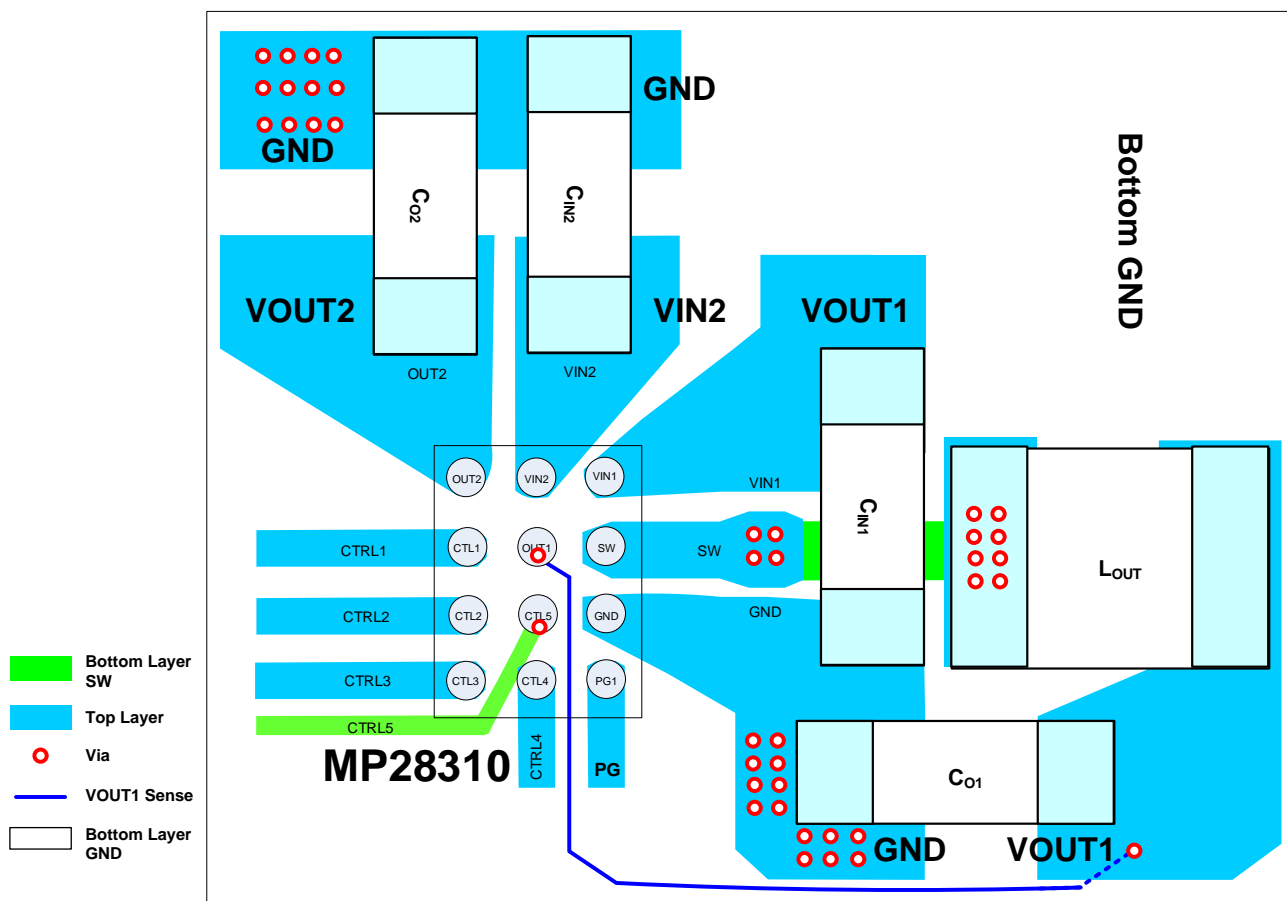 GND
GND
CO2
CIN2
Bottom GND
VOUT2
VIN2
VOUT1
OUT2
VIN2
OUT2
VIN2
VIN1
VIN1
CIN1
CTRL1
CTL1
OUT1
SW
SW
LOUT
CTRL2
CTL2
CTL5
GND
GND
CTRL3
CTL3
CTL4
PG1
CTRL5
MP28310
CTRL4
PG
CO1
GND
VOUT1
Bottom Layer
SW
Top Layer
Via
VOUT1 Sense
Bottom Layer
GND